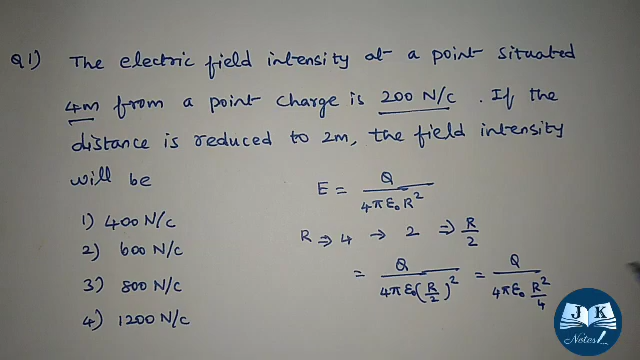 Q1) The electric field intensity at a point situated
4m from a point charge is 200 N/c. If the
distance is reduced to 2m, the field intensity
will be
1) 400 N/c
2) 600 N/c
3) 800 N/c
4) 1200 N/c
E = Q / 4πε₀R²
R ⇒ 4 → 2 ⇒ R/2
= Q / 4πε₀(R/2)² = Q / 4πε₀ R²/4
J K
Notes!